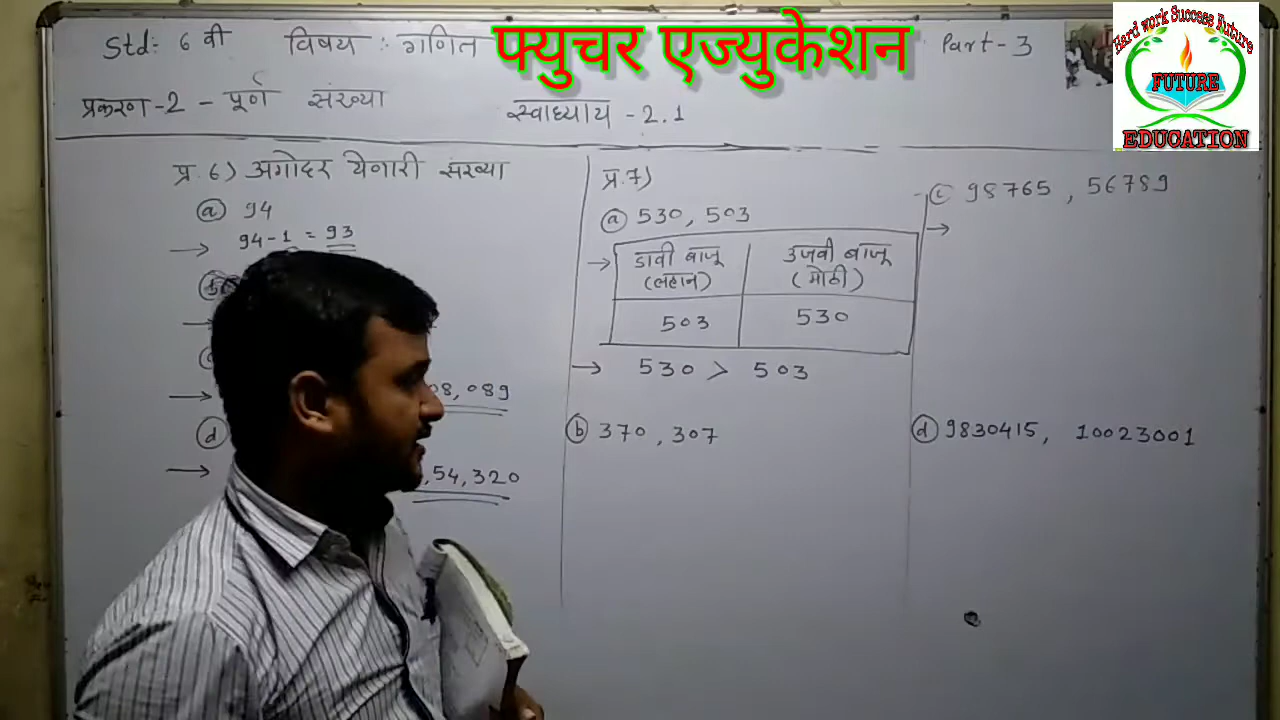 Std: 6 वी विषय : गणित फ्युचर एज्युकेशन Part - 3
प्रकरण-2 - पूर्ण संख्या स्वाध्याय - 2.1
Hard work Success Future
FUTURE
EDUCATION
प्र. 6) अगोदर येणारी संख्या
ⓐ 94
→ 94-1 = 93
→
→ 08,089
ⓓ
→ ,54,320
प्र.7)
ⓐ 530, 503
→ डावी बाजू (लहान) उजवी बाजू (मोठी)
503 530
→ 530 > 503
ⓑ 370, 307
ⓒ 98765, 56789
→
ⓓ 9830415, 10023001